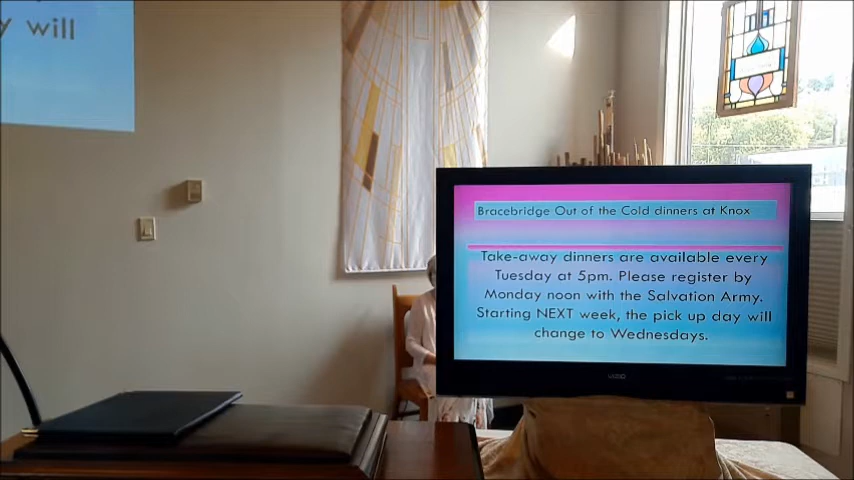 will
Bracebridge Out of the Cold dinners at Knox
Take-away dinners are available every
Tuesday at 5pm. Please register by
Monday noon with the Salvation Army.
Starting NEXT week, the pick up day will
change to Wednesdays.
VIZIO